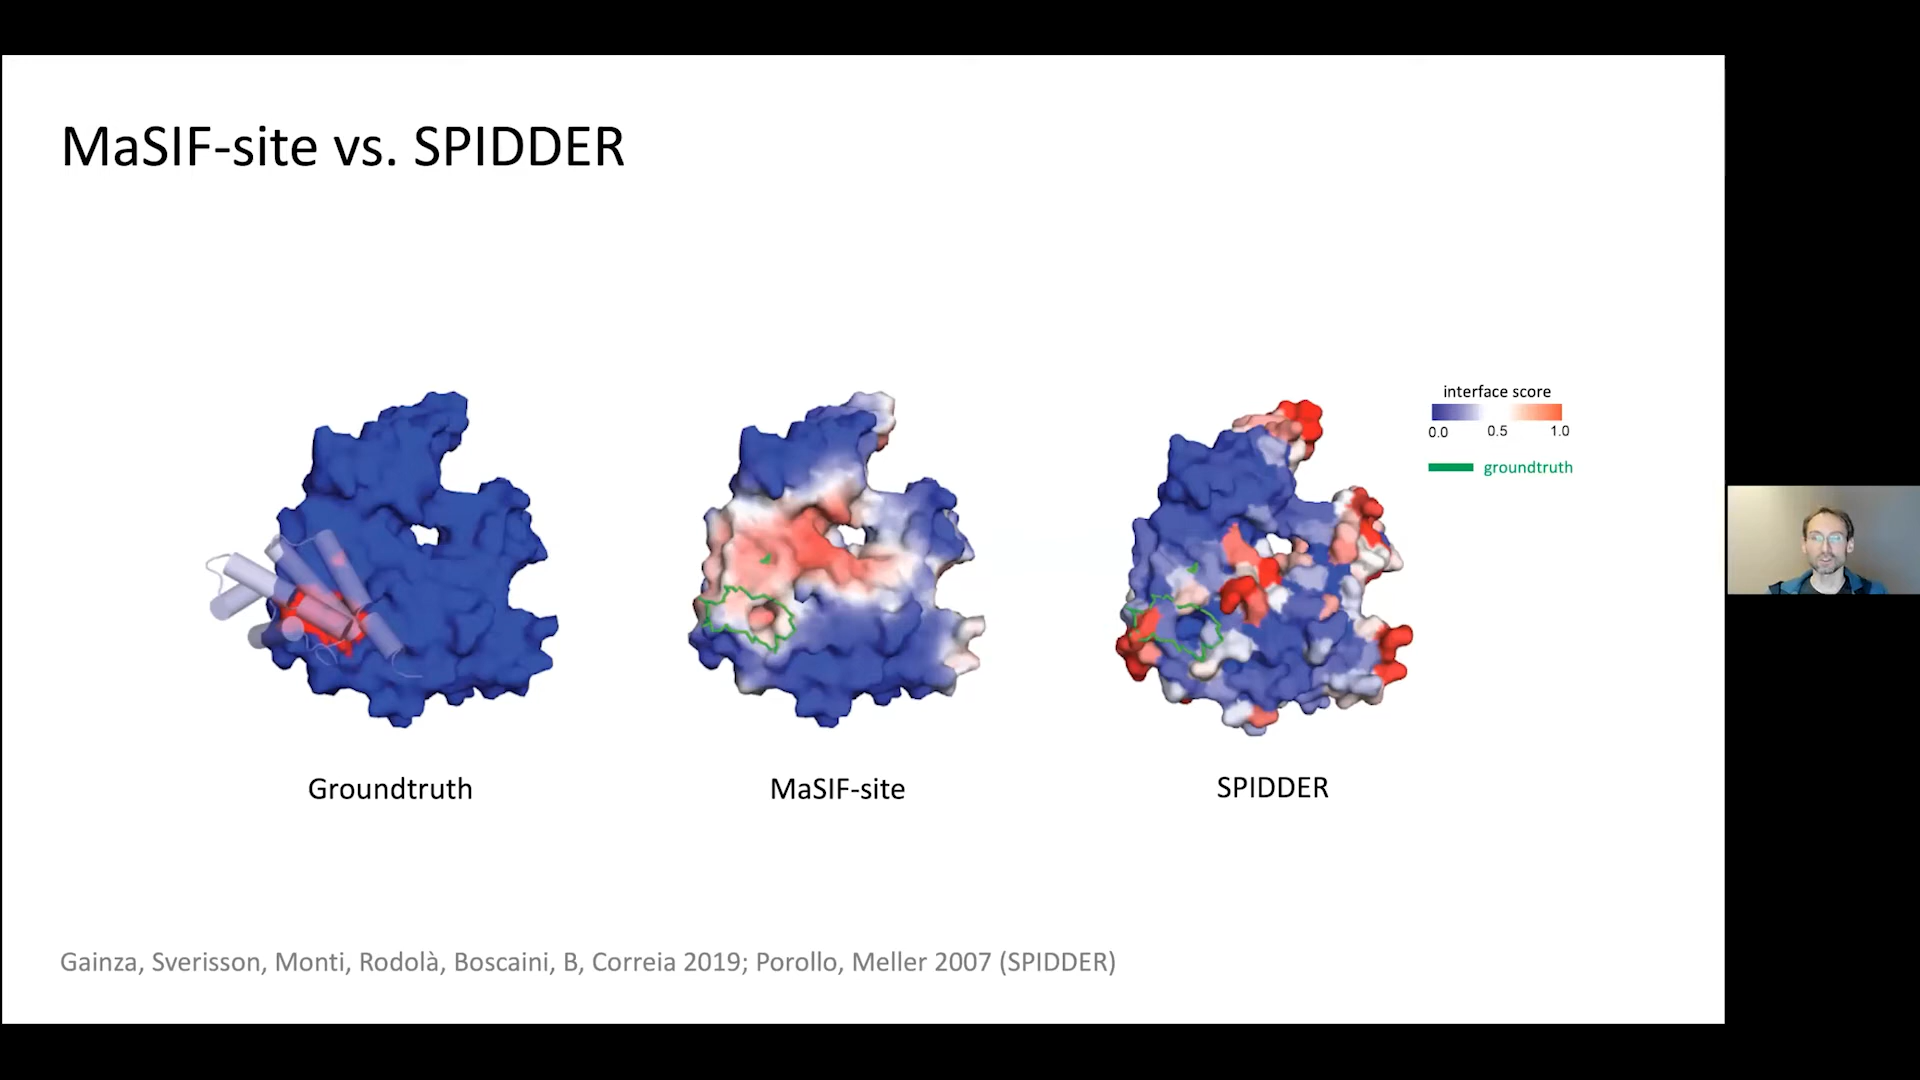 MaSIF-site vs. SPIDDER
interface score
0.0 0.5 1.0
groundtruth
Groundtruth MaSIF-site SPIDDER
Gainza, Sverisson, Monti, Rodolà, Boscaini, B, Correia 2019; Porollo, Meller 2007 (SPIDDER)